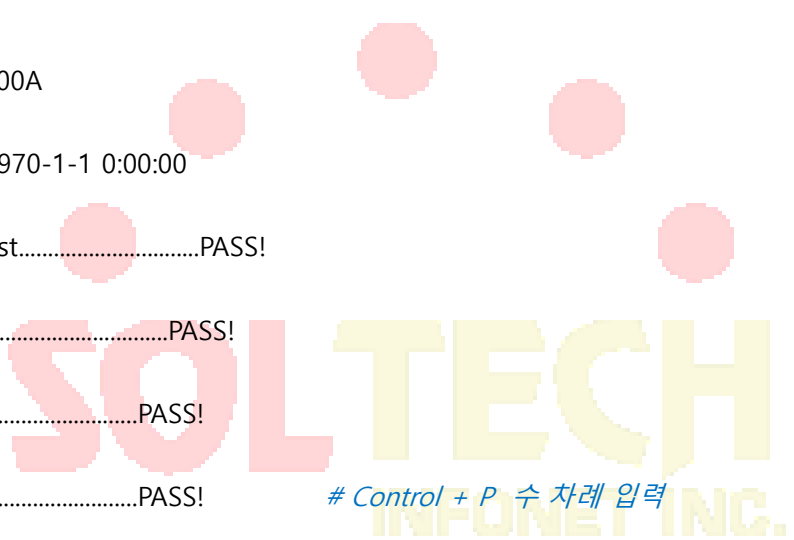 00A
970-1-1 0:00:00
st..............................PASS!
............................PASS!
.......................PASS!
.......................PASS! # Control + P 수 차례 입력
SOLTECH
INFONET INC.